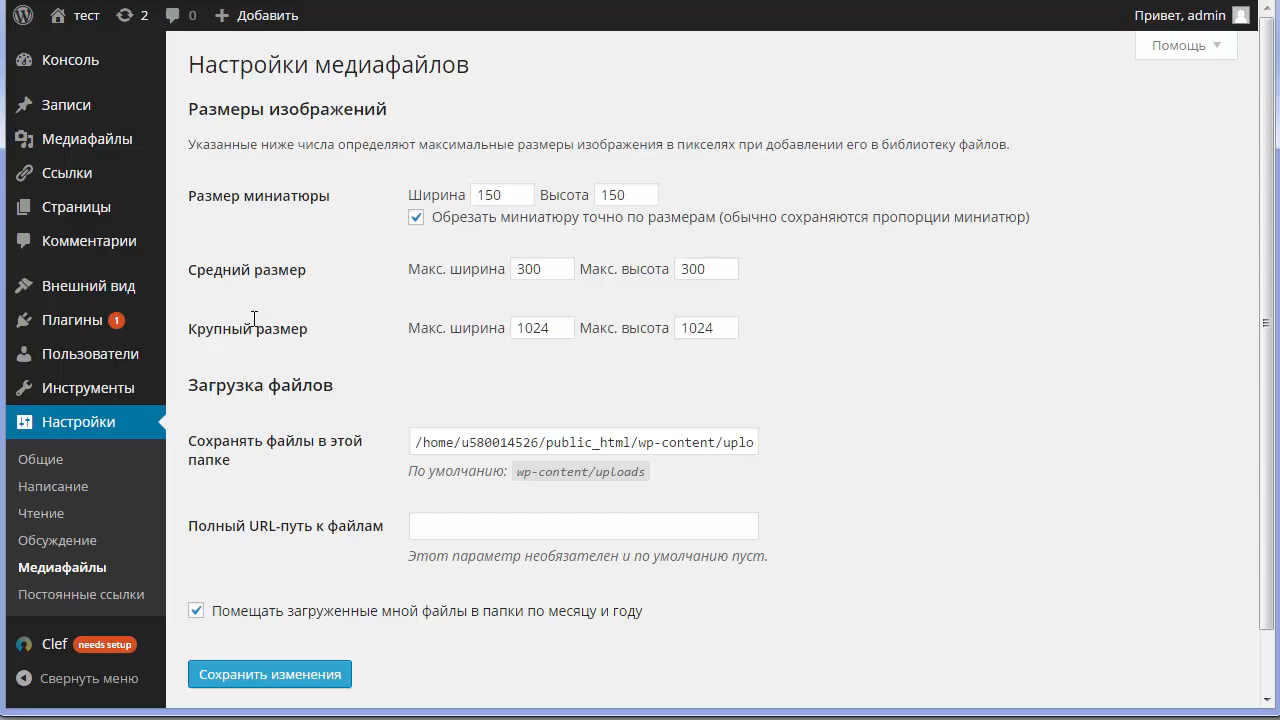 тест 2 0 Добавить Привет, admin
Помощь
Консоль
Записи
Медиафайлы
Ссылки
Страницы
Комментарии
Внешний вид
Плагины 1
Пользователи
Инструменты
Настройки
Общие
Написание
Чтение
Обсуждение
Медиафайлы
Постоянные ссылки
Clef needs setup
Свернуть меню
Настройки медиафайлов
Размеры изображений
Указанные ниже числа определяют максимальные размеры изображения в пикселях при добавлении его в библиотеку файлов.
Размер миниатюры Ширина 150 Высота 150
Обрезать миниатюру точно по размерам (обычно сохраняются пропорции миниатюр)
Средний размер Макс. ширина 300 Макс. высота 300
Крупный размер Макс. ширина 1024 Макс. высота 1024
Загрузка файлов
Сохранять файлы в этой
папке
/home/u580014526/public_html/wp-content/uplo
По умолчанию: wp-content/uploads
Полный URL-путь к файлам
Этот параметр необязателен и по умолчанию пуст.
Помещать загруженные мной файлы в папки по месяцу и году
Сохранить изменения